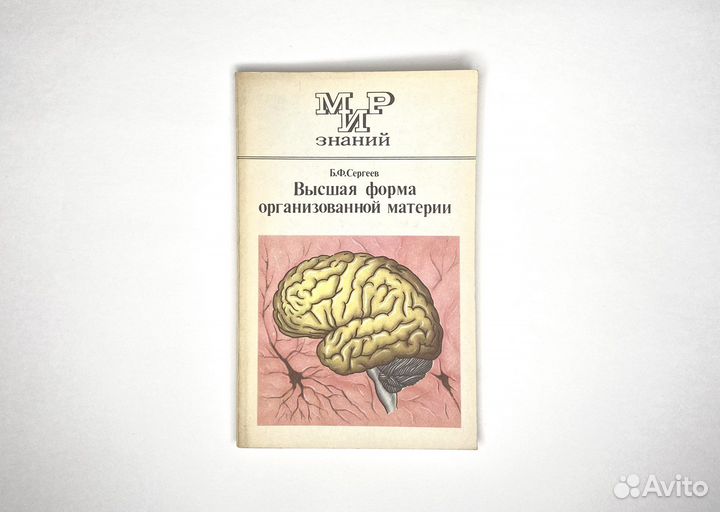 МИР
знаний
Б.Ф.Сергеев
Высшая форма
организованной материи
Avito